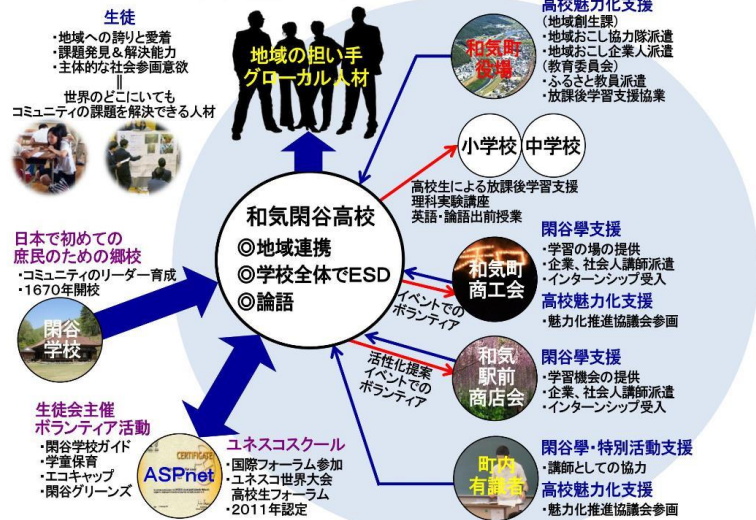 生徒
・地域への誇りと愛着
・課題発見&解決能力
・主体的な社会参画意欲
‖
世界のどこにいても
コミュニティの課題を解決できる人材
地域の担い手
グローカル人材
高校魅力化支援
(地域創生課)
・地域おこし協力隊派遣
・地域おこし企業人派遣
(教育委員会)
・ふるさと教員派遣
・放課後学習支援協業
和気町
役場
小学校
中学校
高校生による放課後学習支援
理科実験講座
英語・論語出前授業
和気閑谷高校
◎地域連携
◎学校全体でESD
◎論語
日本で初めての
庶民のための郷校
・コミュニティのリーダー育成
・1670年開校
閑谷
学校
和気町
商工会
閑谷學支援
・学習の場の提供
・企業、社会人講師派遣
・インターンシップ受入
高校魅力化支援
・魅力化推進協議会参画
イベントでの
ボランティア
和気
駅前
商店会
閑谷學支援
・学習機会の提供
・企業、社会人講師派遣
・インターンシップ受入
活性化提案
イベントでの
ボランティア
生徒会主催
ボランティア活動
・閑谷学校ガイド
・学童保育
・エコキャップ
・閑谷グリーンズ
CERTIFICATE
ASPnet
ユネスコスクール
・国際フォーラム参加
・ユネスコ世界大会
高校生フォーラム
・2011年認定
町内
有識者
閑谷學・特別活動支援
・講師としての協力
高校魅力化支援
・魅力化推進協議会参画